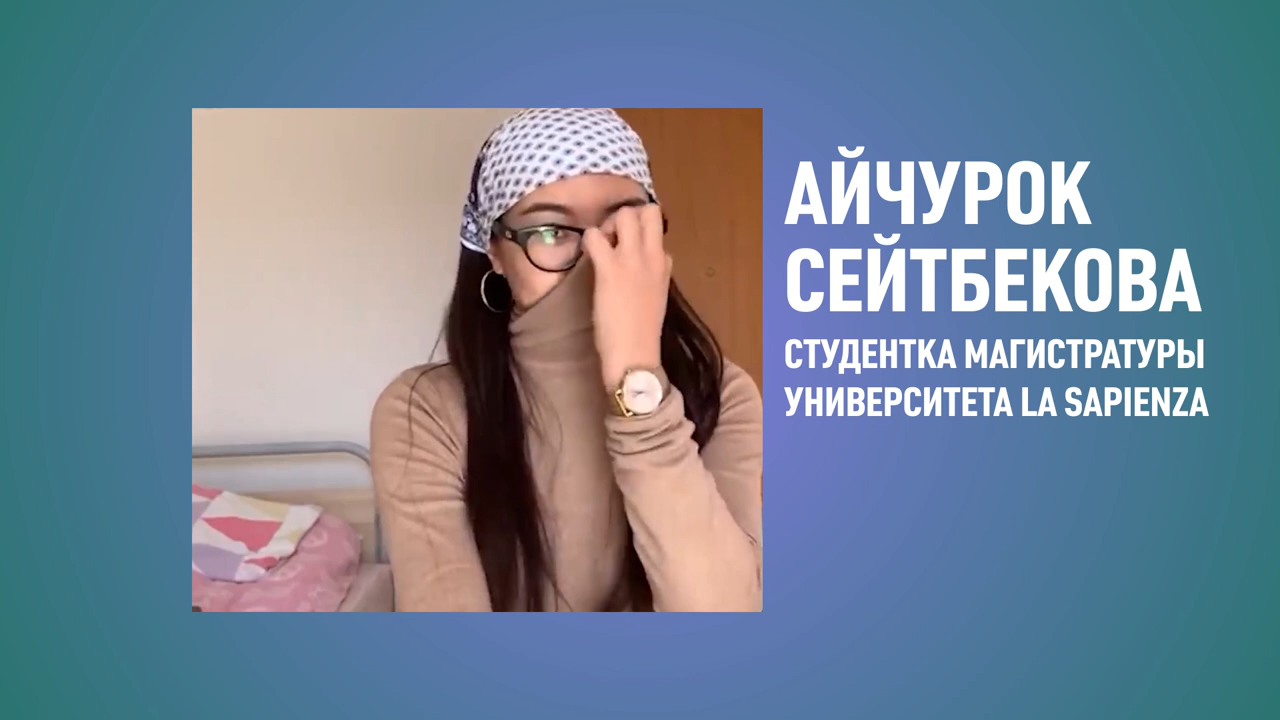 АЙЧУРОК
СЕЙТБЕКОВА
СТУДЕНТКА МАГИСТРАТУРЫ
УНИВЕРСИТЕТА LA SAPIENZA